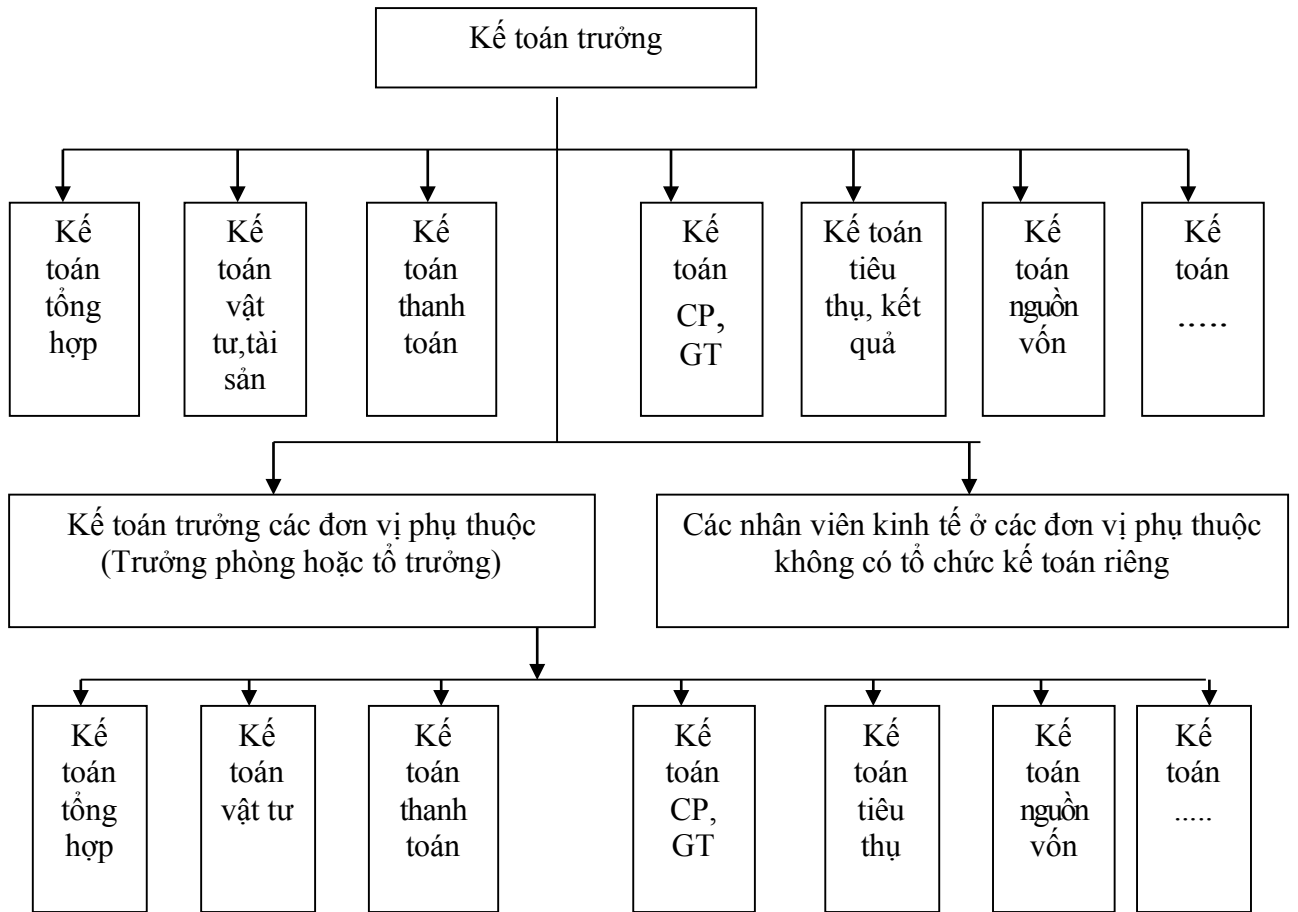 Kế toán trưởng
Kế
toán
tổng
hợp
Kế
toán
vật
tư,tài
sản
Kế
toán
thanh
toán
Kế
toán
CP,
GT
Kế toán
tiêu
thụ, kết
quả
Kế
toán
nguồn
vốn
Kế
toán
.....
Kế toán trưởng các đơn vị phụ thuộc
(Trưởng phòng hoặc tổ trưởng)
Các nhân viên kinh tế ở các đơn vị phụ thuộc
không có tổ chức kế toán riêng
Kế
toán
tổng
hợp
Kế
toán
vật tư
Kế
toán
thanh
toán
Kế
toán
CP,
GT
Kế
toán
tiêu
thụ
Kế
toán
nguồn
vốn
Kế
toán
.....